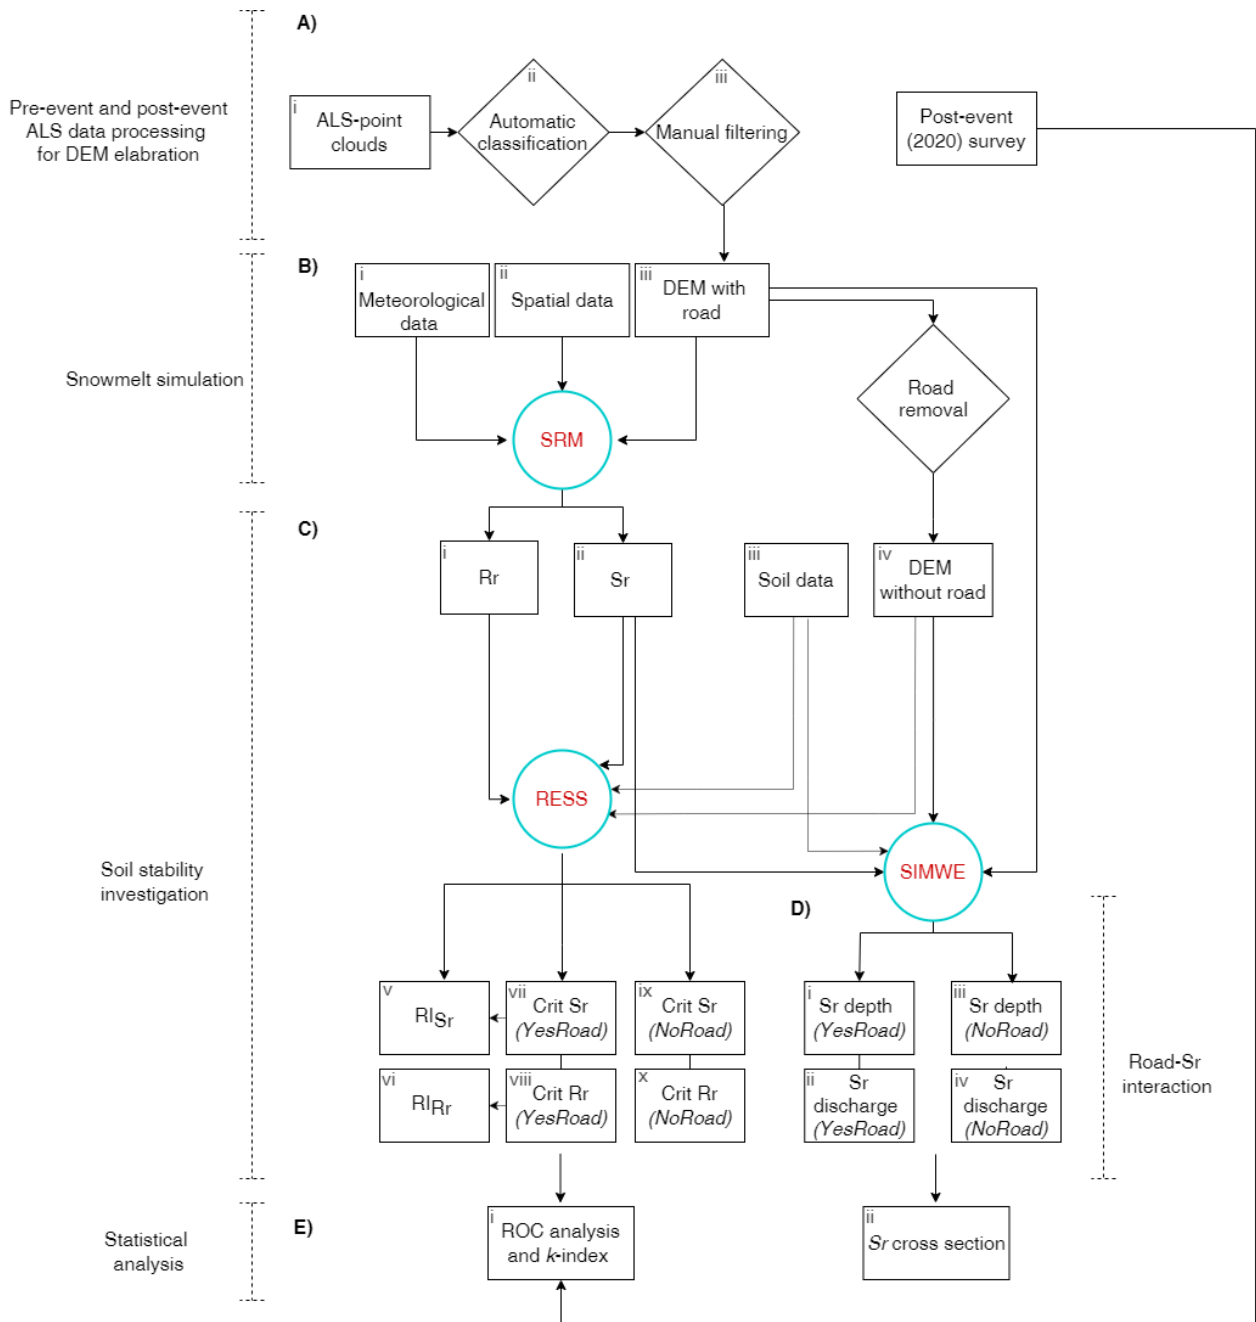 A)
Pre-event and post-event
ALS data processing
for DEM elabration
i
ALS-point
clouds
ii
Automatic
classification
iii
Manual filtering
Post-event
(2020) survey
B)
Snowmelt simulation
i
Meteorological
data
ii
Spatial data
iii
DEM with
road
Road
removal
SRM
C)
Soil stability
investigation
i
Rr
ii
Sr
iii
Soil data
iv
DEM
without road
RESS
SIMWE
v
RISr
vi
RIRr
vii
Crit Sr
(YesRoad)
viii
Crit Rr
(YesRoad)
ix
Crit Sr
(NoRoad)
x
Crit Rr
(NoRoad)
D)
Road-Sr
interaction
i
Sr depth
(YesRoad)
ii
Sr
discharge
(YesRoad)
iii
Sr depth
(NoRoad)
iv
Sr
discharge
(NoRoad)
E)
Statistical
analysis
i
ROC analysis
and k-index
ii
Sr cross section